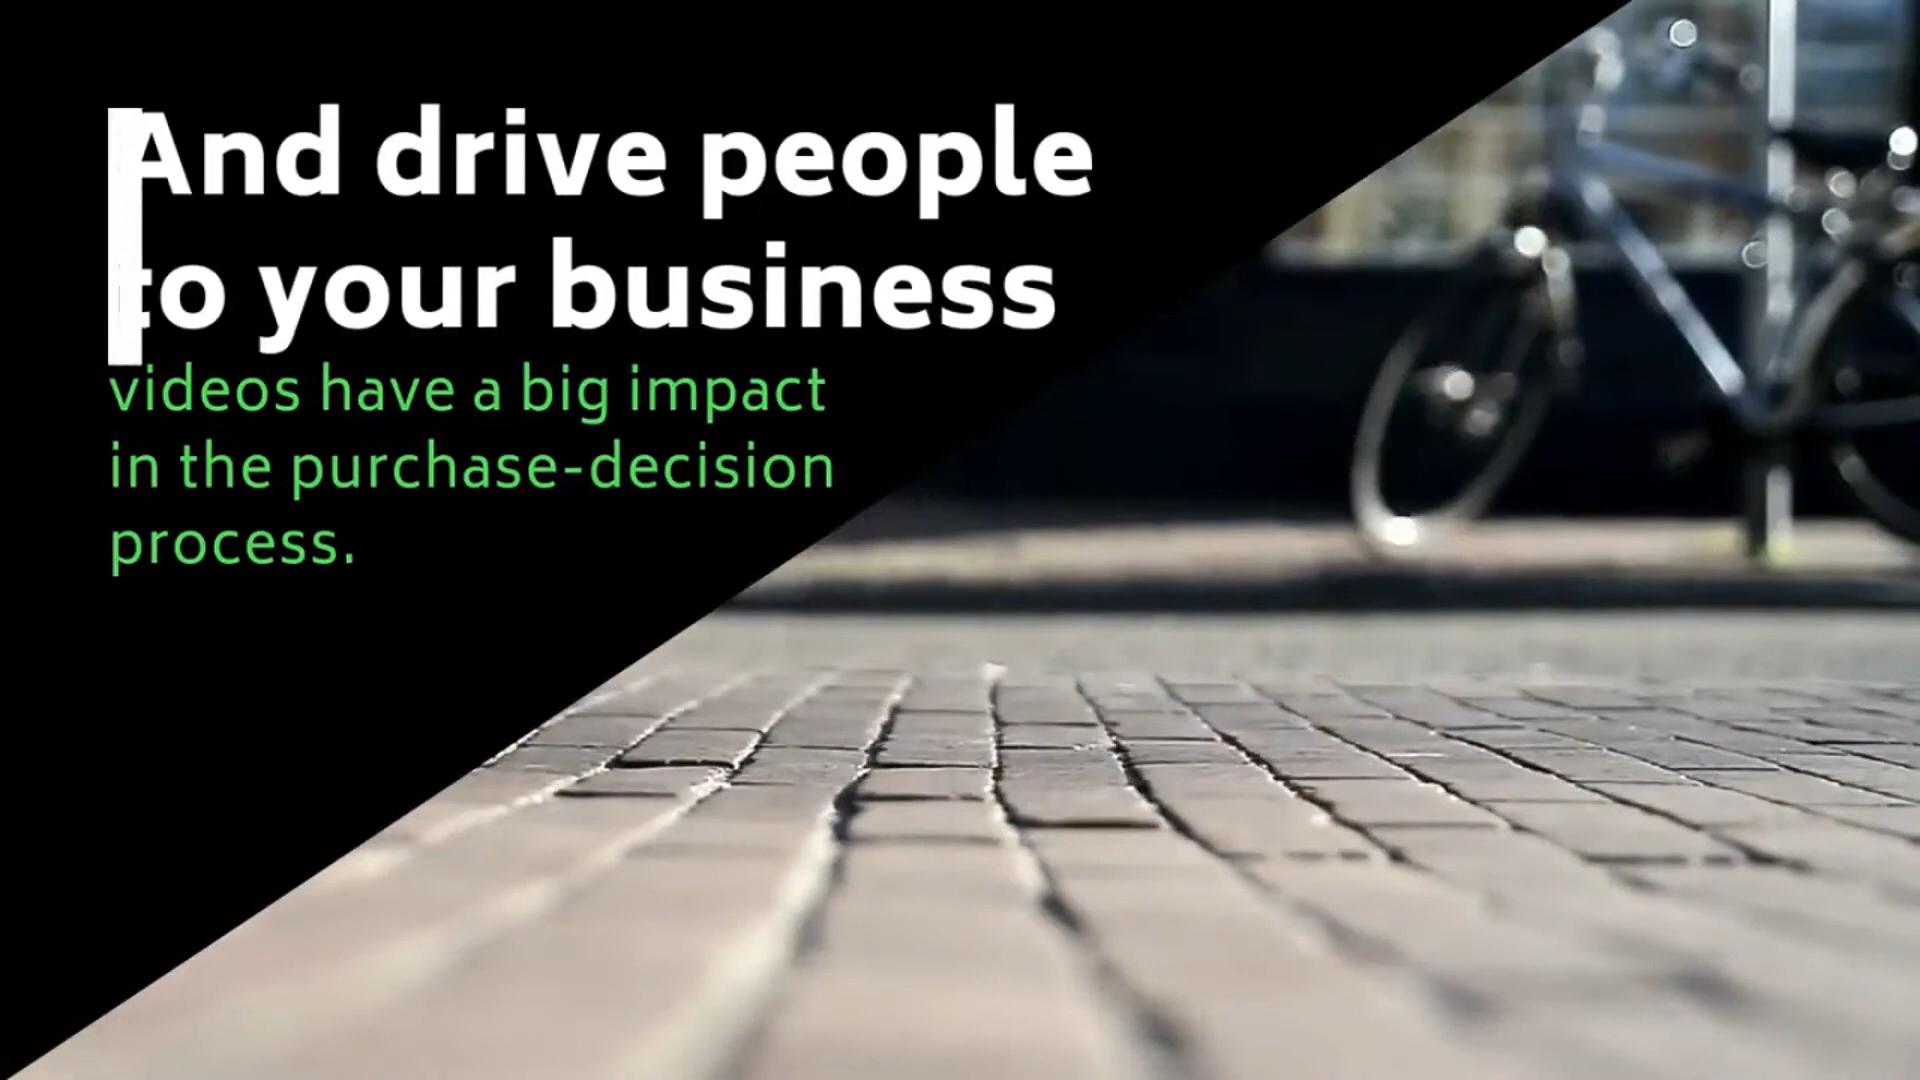 And drive people
to your business
videos have a big impact
in the purchase-decision
process.